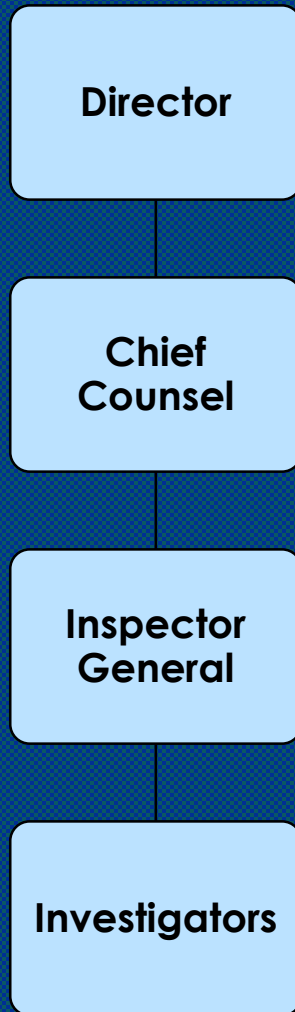 Director
Chief
Counsel
Inspector
General
Investigators